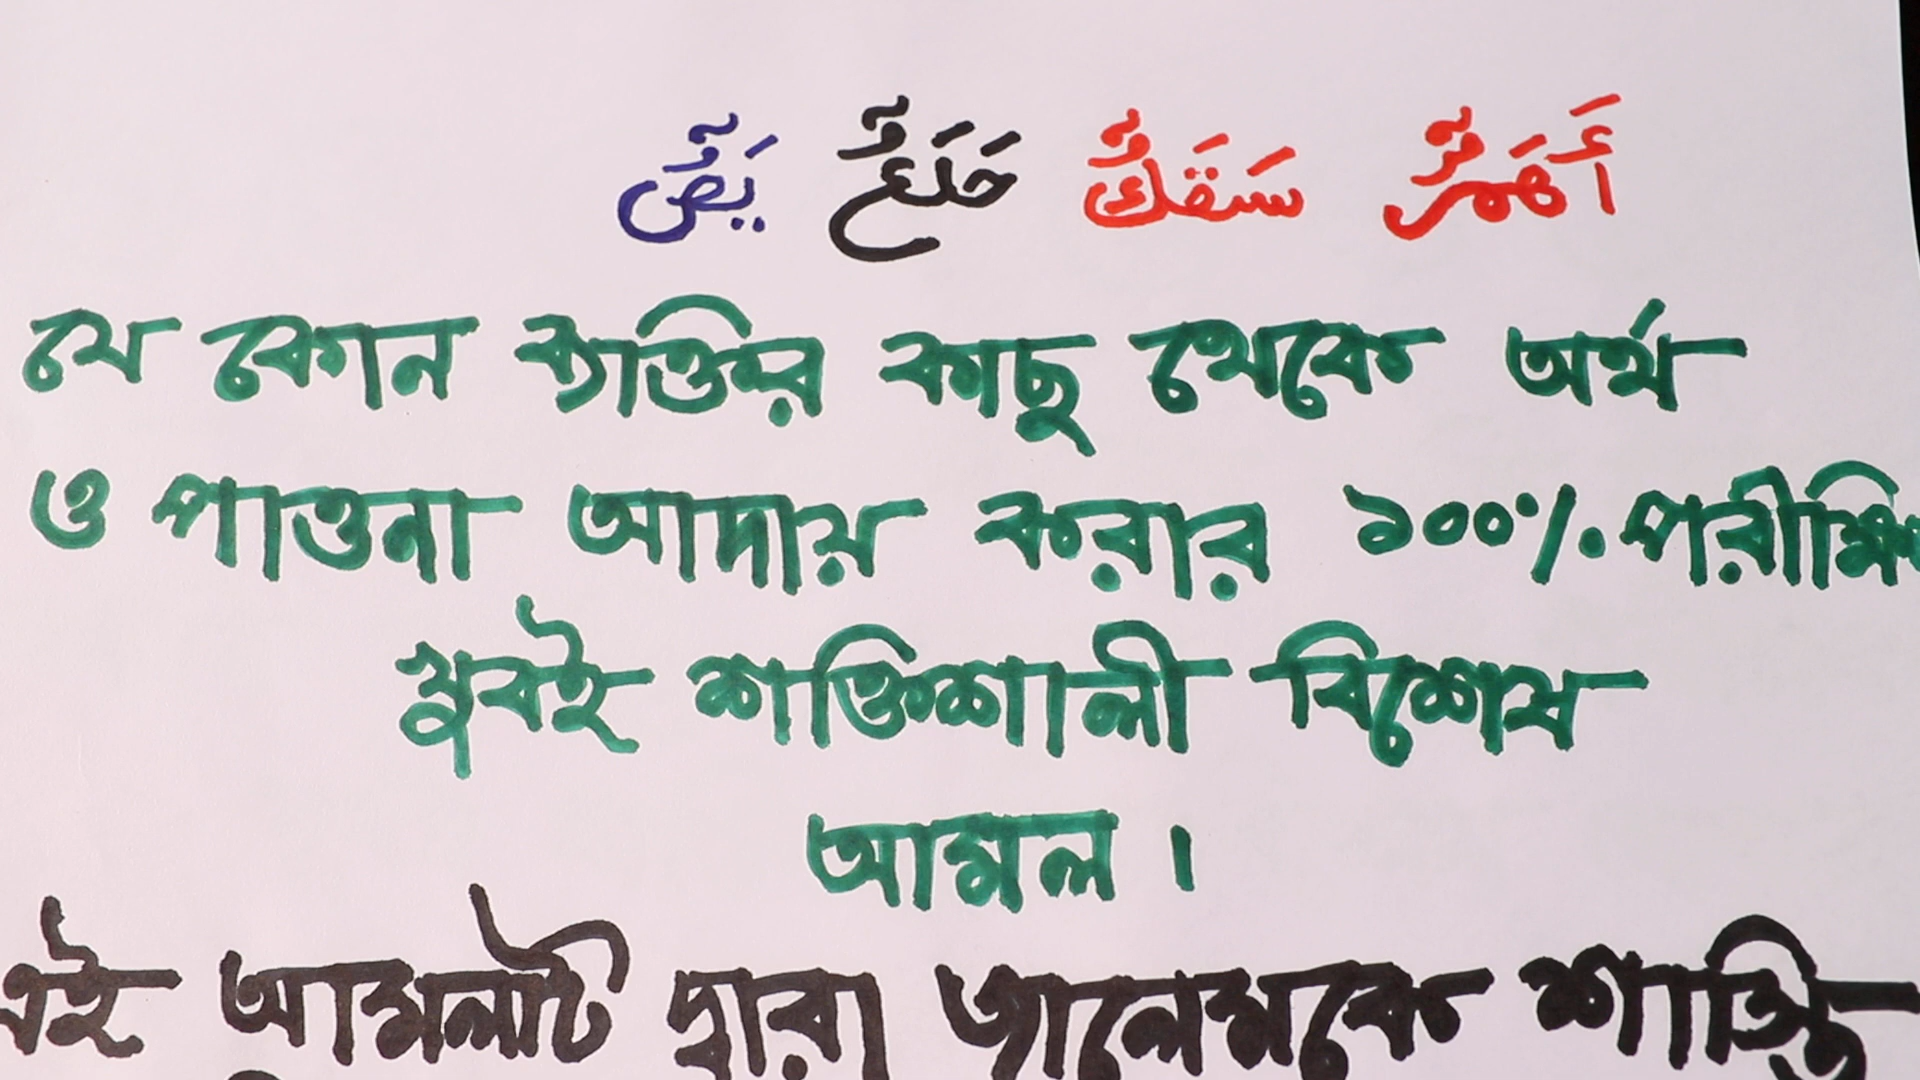 أَهَمٌ سَقَكٌ حَلَعٌ يَصٌ
যে কোন ব্যক্তির কাছ থেকে অর্থ
ও পাওনা আদায় করার ১০০% পরীক্ষি
খুবই শক্তিশালী বিশেষ
আমল।
এই আমলটি দ্বারা জালেমকে শাস্তি